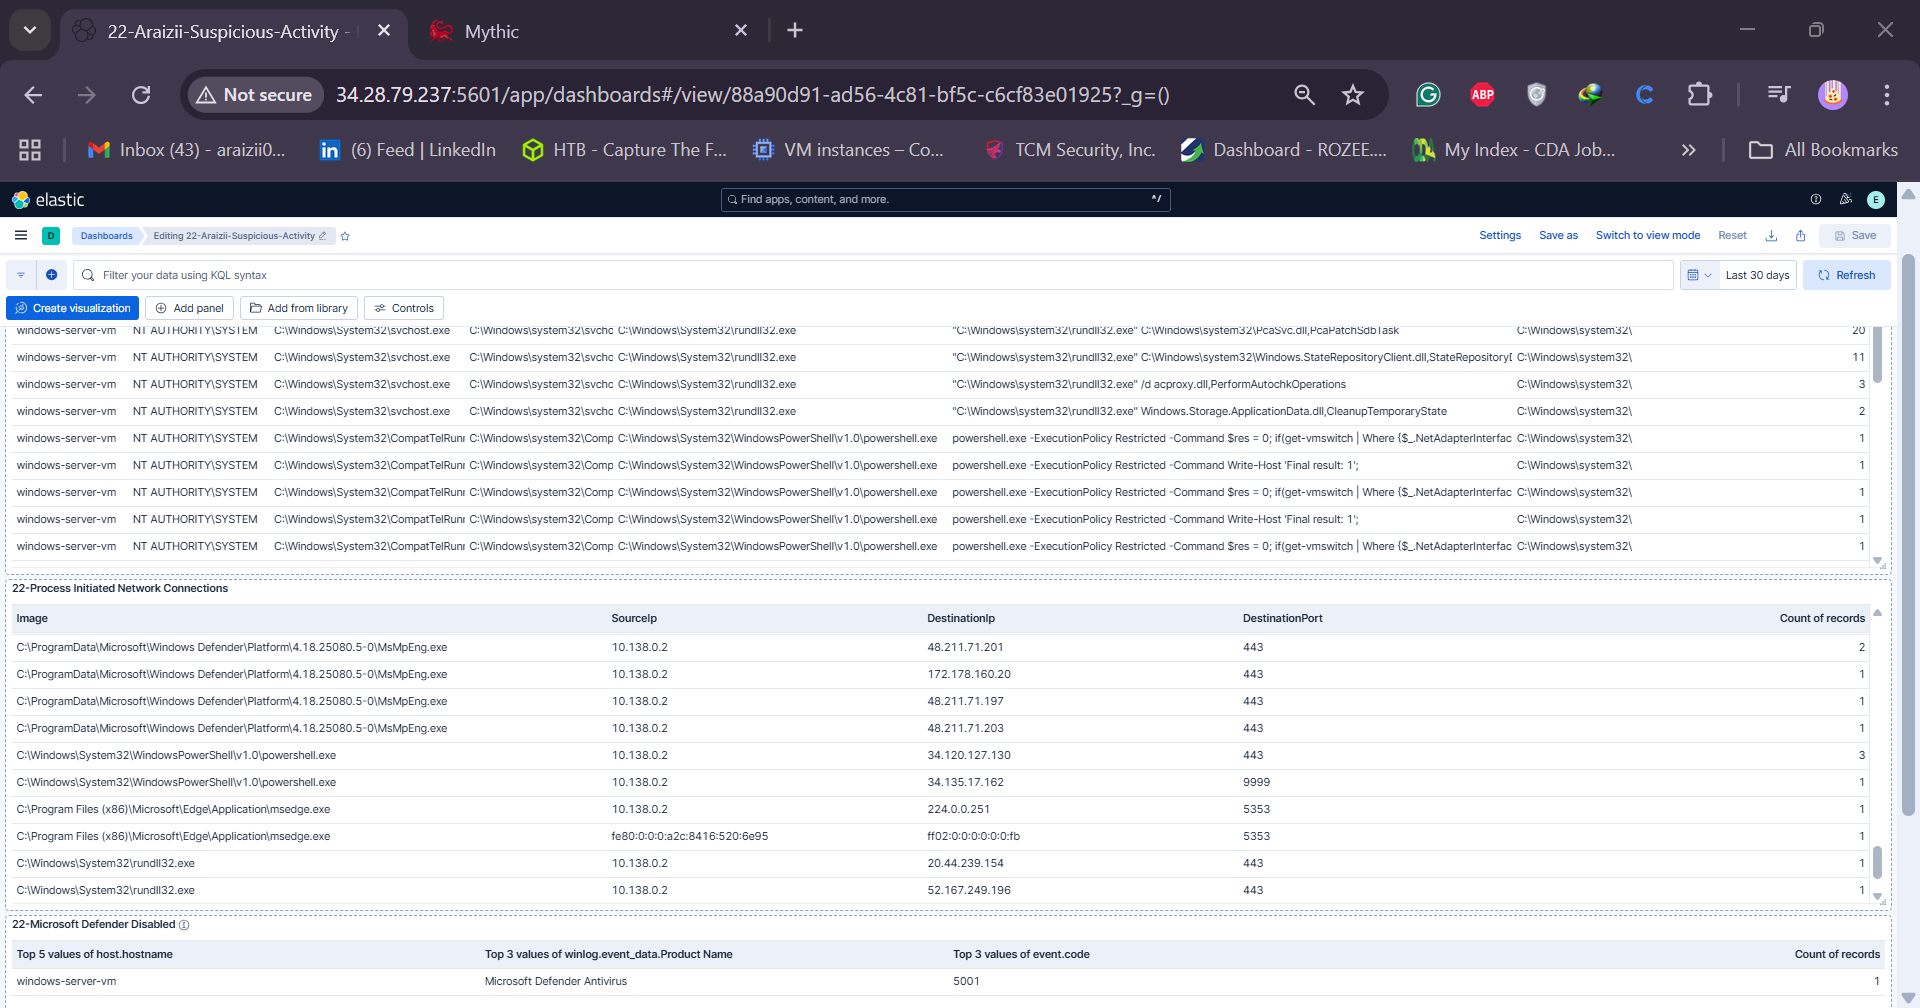 22-Araizii-Suspicious-Activity -
Mythic
Not secure 34.28.79.237:5601/app/dashboards#/view/88a90d91-ad56-4c81-bf5c-c6cf83e01925?_g=()
ABP
Inbox (43) - araizii0... (6) Feed | LinkedIn HTB - Capture The F... VM instances – Co... TCM Security, Inc. Dashboard - ROZEE.... My Index - CDA Job... » All Bookmarks
elastic Find apps, content, and more. ^/ E
D Dashboards Editing 22-Araizii-Suspicious-Activity Settings Save as Switch to view mode Reset Save
Filter your data using KQL syntax Last 30 days Refresh
Create visualization Add panel Add from library Controls
windows-server-vm NT AUTHORITY\SYSTEM C:\Windows\System32\svchost.exe C:\Windows\system32\svchc C:\Windows\System32\rundll32.exe "C:\Windows\system32\rundll32.exe" C:\Windows\system32\PcaSvc.dll,PcaPatchSdbTask C:\Windows\system32\ 20
windows-server-vm NT AUTHORITY\SYSTEM C:\Windows\System32\svchost.exe C:\Windows\system32\svchc C:\Windows\System32\rundll32.exe "C:\Windows\system32\rundll32.exe" C:\Windows\system32\Windows.StateRepositoryClient.dll,StateRepositoryD C:\Windows\system32\ 11
windows-server-vm NT AUTHORITY\SYSTEM C:\Windows\System32\svchost.exe C:\Windows\system32\svchc C:\Windows\System32\rundll32.exe "C:\Windows\system32\rundll32.exe" /d acproxy.dll,PerformAutochkOperations C:\Windows\system32\ 3
windows-server-vm NT AUTHORITY\SYSTEM C:\Windows\System32\svchost.exe C:\Windows\system32\svchc C:\Windows\System32\rundll32.exe "C:\Windows\system32\rundll32.exe" Windows.Storage.ApplicationData.dll,CleanupTemporaryState C:\Windows\system32\ 2
windows-server-vm NT AUTHORITY\SYSTEM C:\Windows\System32\CompatTelRunr C:\Windows\system32\Comp C:\Windows\System32\WindowsPowerShell\v1.0\powershell.exe powershell.exe -ExecutionPolicy Restricted -Command $res = 0; if(get-vmswitch | Where {$_.NetAdapterInterfac C:\Windows\system32\ 1
windows-server-vm NT AUTHORITY\SYSTEM C:\Windows\System32\CompatTelRunr C:\Windows\system32\Comp C:\Windows\System32\WindowsPowerShell\v1.0\powershell.exe powershell.exe -ExecutionPolicy Restricted -Command Write-Host 'Final result: 1'; C:\Windows\system32\ 1
windows-server-vm NT AUTHORITY\SYSTEM C:\Windows\System32\CompatTelRunr C:\Windows\system32\Comp C:\Windows\System32\WindowsPowerShell\v1.0\powershell.exe powershell.exe -ExecutionPolicy Restricted -Command $res = 0; if(get-vmswitch | Where {$_.NetAdapterInterfac C:\Windows\system32\ 1
windows-server-vm NT AUTHORITY\SYSTEM C:\Windows\System32\CompatTelRunr C:\Windows\system32\Comp C:\Windows\System32\WindowsPowerShell\v1.0\powershell.exe powershell.exe -ExecutionPolicy Restricted -Command Write-Host 'Final result: 1'; C:\Windows\system32\ 1
windows-server-vm NT AUTHORITY\SYSTEM C:\Windows\System32\CompatTelRunr C:\Windows\system32\Comp C:\Windows\System32\WindowsPowerShell\v1.0\powershell.exe powershell.exe -ExecutionPolicy Restricted -Command $res = 0; if(get-vmswitch | Where {$_.NetAdapterInterfac C:\Windows\system32\ 1
22-Process Initiated Network Connections
Image SourceIp DestinationIp DestinationPort Count of records
C:\ProgramData\Microsoft\Windows Defender\Platform\4.18.25080.5-0\MsMpEng.exe 10.138.0.2 48.211.71.201 443 2
C:\ProgramData\Microsoft\Windows Defender\Platform\4.18.25080.5-0\MsMpEng.exe 10.138.0.2 172.178.160.20 443 1
C:\ProgramData\Microsoft\Windows Defender\Platform\4.18.25080.5-0\MsMpEng.exe 10.138.0.2 48.211.71.197 443 1
C:\ProgramData\Microsoft\Windows Defender\Platform\4.18.25080.5-0\MsMpEng.exe 10.138.0.2 48.211.71.203 443 1
C:\Windows\System32\WindowsPowerShell\v1.0\powershell.exe 10.138.0.2 34.120.127.130 443 3
C:\Windows\System32\WindowsPowerShell\v1.0\powershell.exe 10.138.0.2 34.135.17.162 9999 1
C:\Program Files (x86)\Microsoft\Edge\Application\msedge.exe 10.138.0.2 224.0.0.251 5353 1
C:\Program Files (x86)\Microsoft\Edge\Application\msedge.exe fe80:0:0:0:a2c:8416:520:6e95 ff02:0:0:0:0:0:0:fb 5353 1
C:\Windows\System32\rundll32.exe 10.138.0.2 20.44.239.154 443 1
C:\Windows\System32\rundll32.exe 10.138.0.2 52.167.249.196 443 1
22-Microsoft Defender Disabled
Top 5 values of host.hostname Top 3 values of winlog.event_data.Product Name Top 3 values of event.code Count of records
windows-server-vm Microsoft Defender Antivirus 5001 1